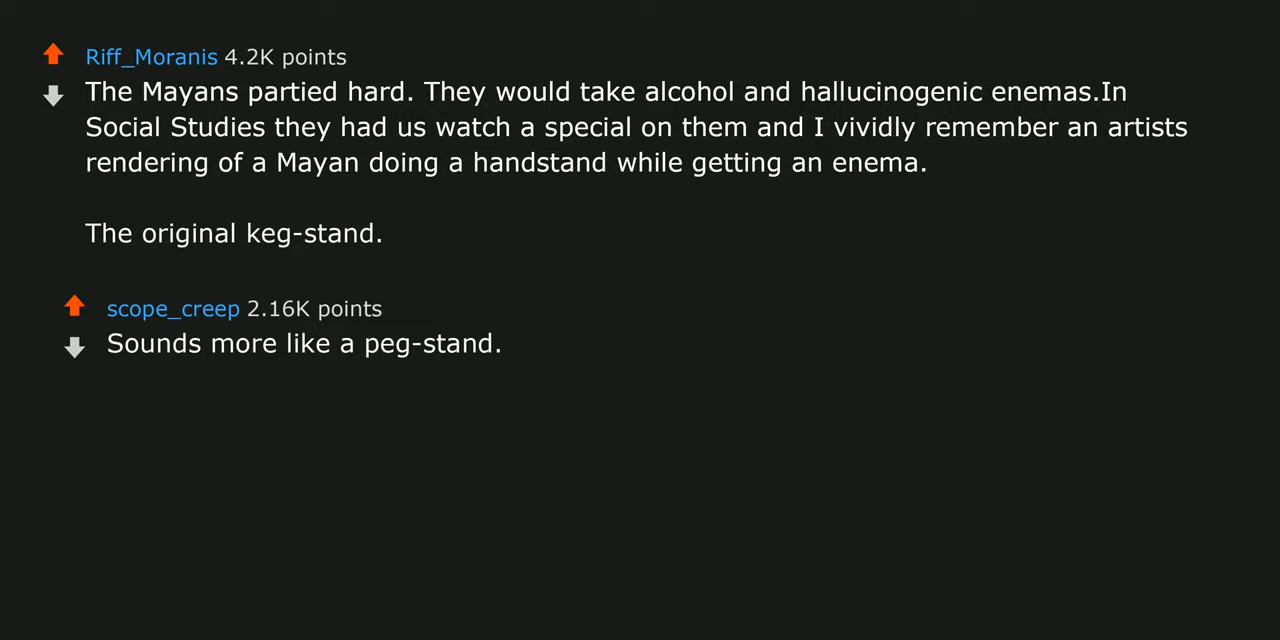 Riff_Moranis 4.2K points
The Mayans partied hard. They would take alcohol and hallucinogenic enemas.In
Social Studies they had us watch a special on them and I vividly remember an artists
rendering of a Mayan doing a handstand while getting an enema.
The original keg-stand.
scope_creep 2.16K points
Sounds more like a peg-stand.